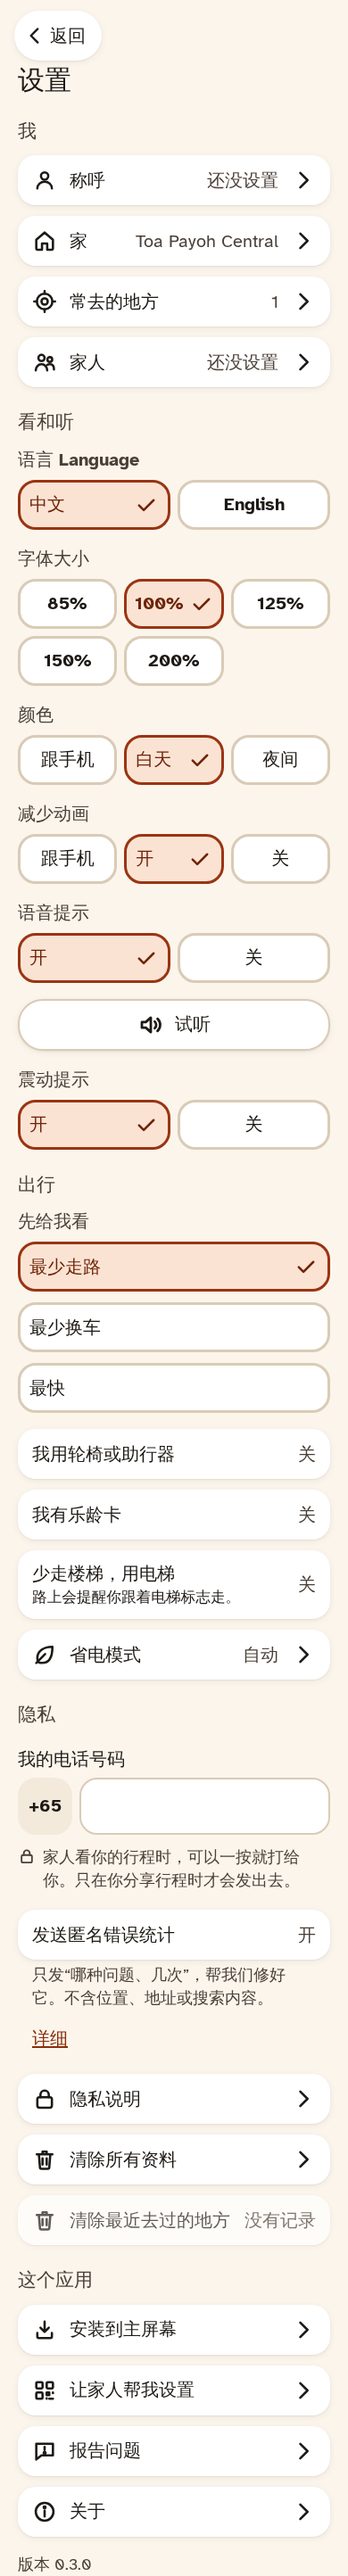 返回
设置
我
称呼 还没设置
家 Toa Payoh Central
常去的地方 1
家人 还没设置
看和听
语言 Language
中文 English
字体大小
85% 100% 125%
150% 200%
颜色
跟手机 白天 夜间
减少动画
跟手机 开 关
语音提示
开 关
试听
震动提示
开 关
出行
先给我看
最少走路
最少换车
最快
我用轮椅或助行器 关
我有乐龄卡 关
少走楼梯，用电梯 关
路上会提醒你跟着电梯标志走。
省电模式 自动
隐私
我的电话号码
+65
家人看你的行程时，可以一按就打给
你。只在你分享行程时才会发出去。
发送匿名错误统计 开
只发“哪种问题、几次”，帮我们修好
它。不含位置、地址或搜索内容。
详细
隐私说明
清除所有资料
清除最近去过的地方 没有记录
这个应用
安装到主屏幕
让家人帮我设置
报告问题
关于
版本 0.3.0